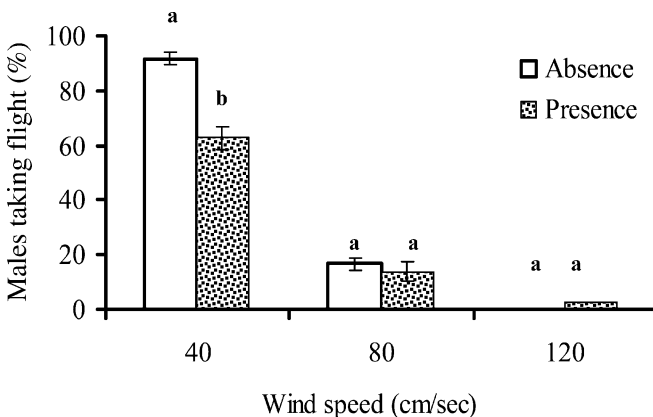 a
100
80
60
40
20
0
Males taking flight (%)
b
Absence
Presence
a a
a a
40 80 120
Wind speed (cm/sec)